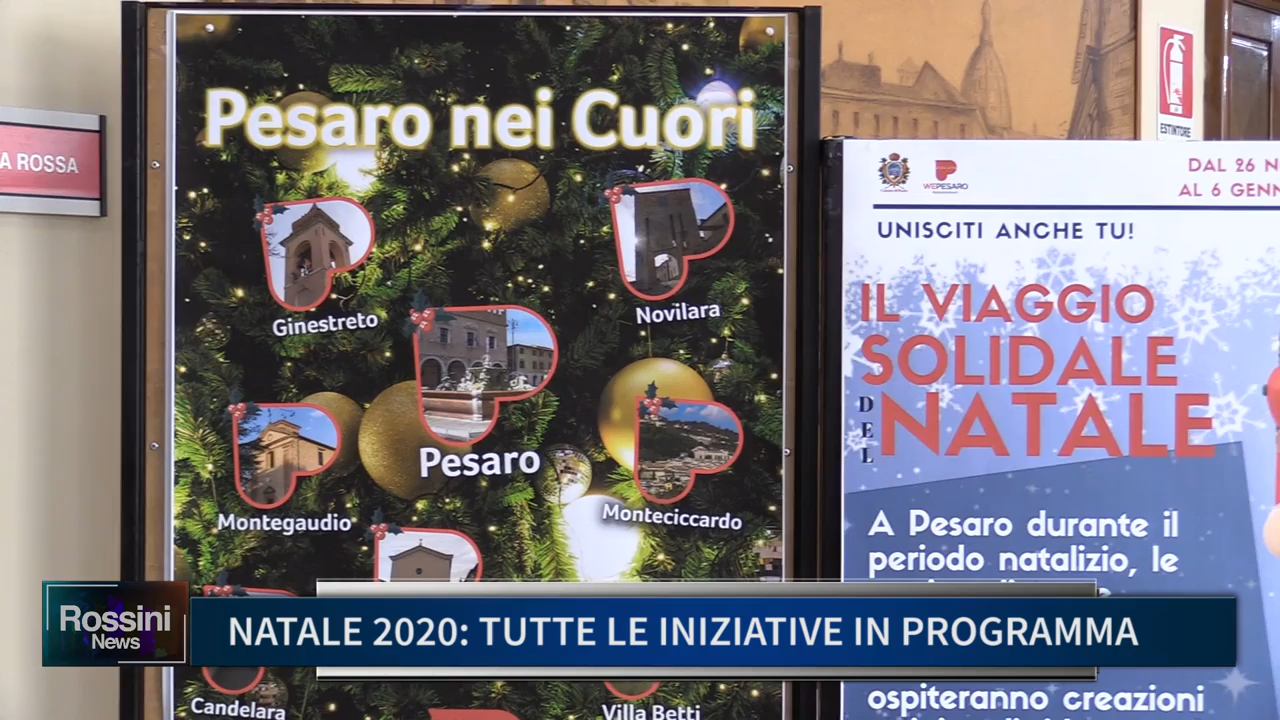 A ROSSA
Pesaro nei Cuori
Ginestreto
Novilara
Pesaro
Montegaudio
Monteciccardo
Candelara
Villa Betti
ESTINTORE
WEPESARO
DAL 26 N
AL 6 GENN
UNISCITI ANCHE TU!
IL VIAGGIO
SOLIDALE
DEL NATALE
A Pesaro durante il
periodo natalizio, le
ospiteranno creazioni
Rossini
News
NATALE 2020: TUTTE LE INIZIATIVE IN PROGRAMMA